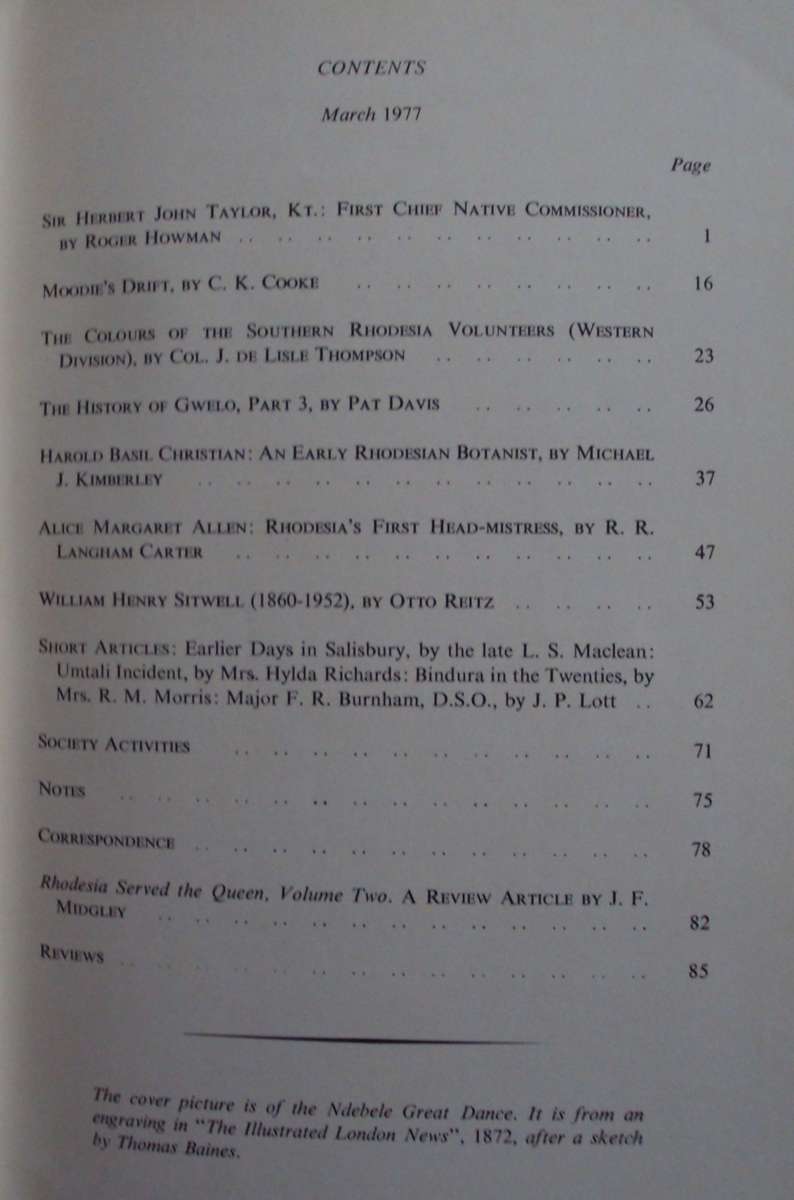 CONTENTS
March 1977
Page
SIR HERBERT JOHN TAYLOR, KT.: FIRST CHIEF NATIVE COMMISSIONER,
BY ROGER HOWMAN .. .. .. .. .. .. .. .. .. .. .. 1
MOODIE'S DRIFT, BY C. K. COOKE .. .. .. .. .. .. .. .. 16
THE COLOURS OF THE SOUTHERN RHODESIA VOLUNTEERS (WESTERN
DIVISION), BY COL. J. DE LISLE THOMPSON .. .. .. .. .. .. 23
THE HISTORY OF GWELO, PART 3, BY PAT DAVIS .. .. .. .. .. 26
HAROLD BASIL CHRISTIAN: AN EARLY RHODESIAN BOTANIST, BY MICHAEL
J. KIMBERLEY .. .. .. .. .. .. .. .. .. .. .. .. 37
ALICE MARGARET ALLEN: RHODESIA'S FIRST HEAD-MISTRESS, BY R. R.
LANGHAM CARTER .. .. .. .. .. .. .. .. .. .. .. 47
WILLIAM HENRY SITWELL (1860-1952), BY OTTO REITZ .. .. .. .. 53
SHORT ARTICLES: Earlier Days in Salisbury, by the late L. S. Maclean:
Umtali Incident, by Mrs. Hylda Richards: Bindura in the Twenties, by
Mrs. R. M. Morris: Major F. R. Burnham, D.S.O., by J. P. Lott .. 62
SOCIETY ACTIVITIES .. .. .. .. .. .. .. .. .. .. .. 71
NOTES .. .. .. .. .. .. .. .. .. .. .. .. .. .. 75
CORRESPONDENCE .. .. .. .. .. .. .. .. .. .. .. .. 78
Rhodesia Served the Queen, Volume Two. A REVIEW ARTICLE BY J. F.
MIDGLEY .. .. .. .. .. .. .. .. .. .. .. .. .. 82
REVIEWS .. .. .. .. .. .. .. .. .. .. .. .. .. .. 85
The cover picture is of the Ndebele Great Dance. It is from an
engraving in "The Illustrated London News", 1872, after a sketch
by Thomas Baines.